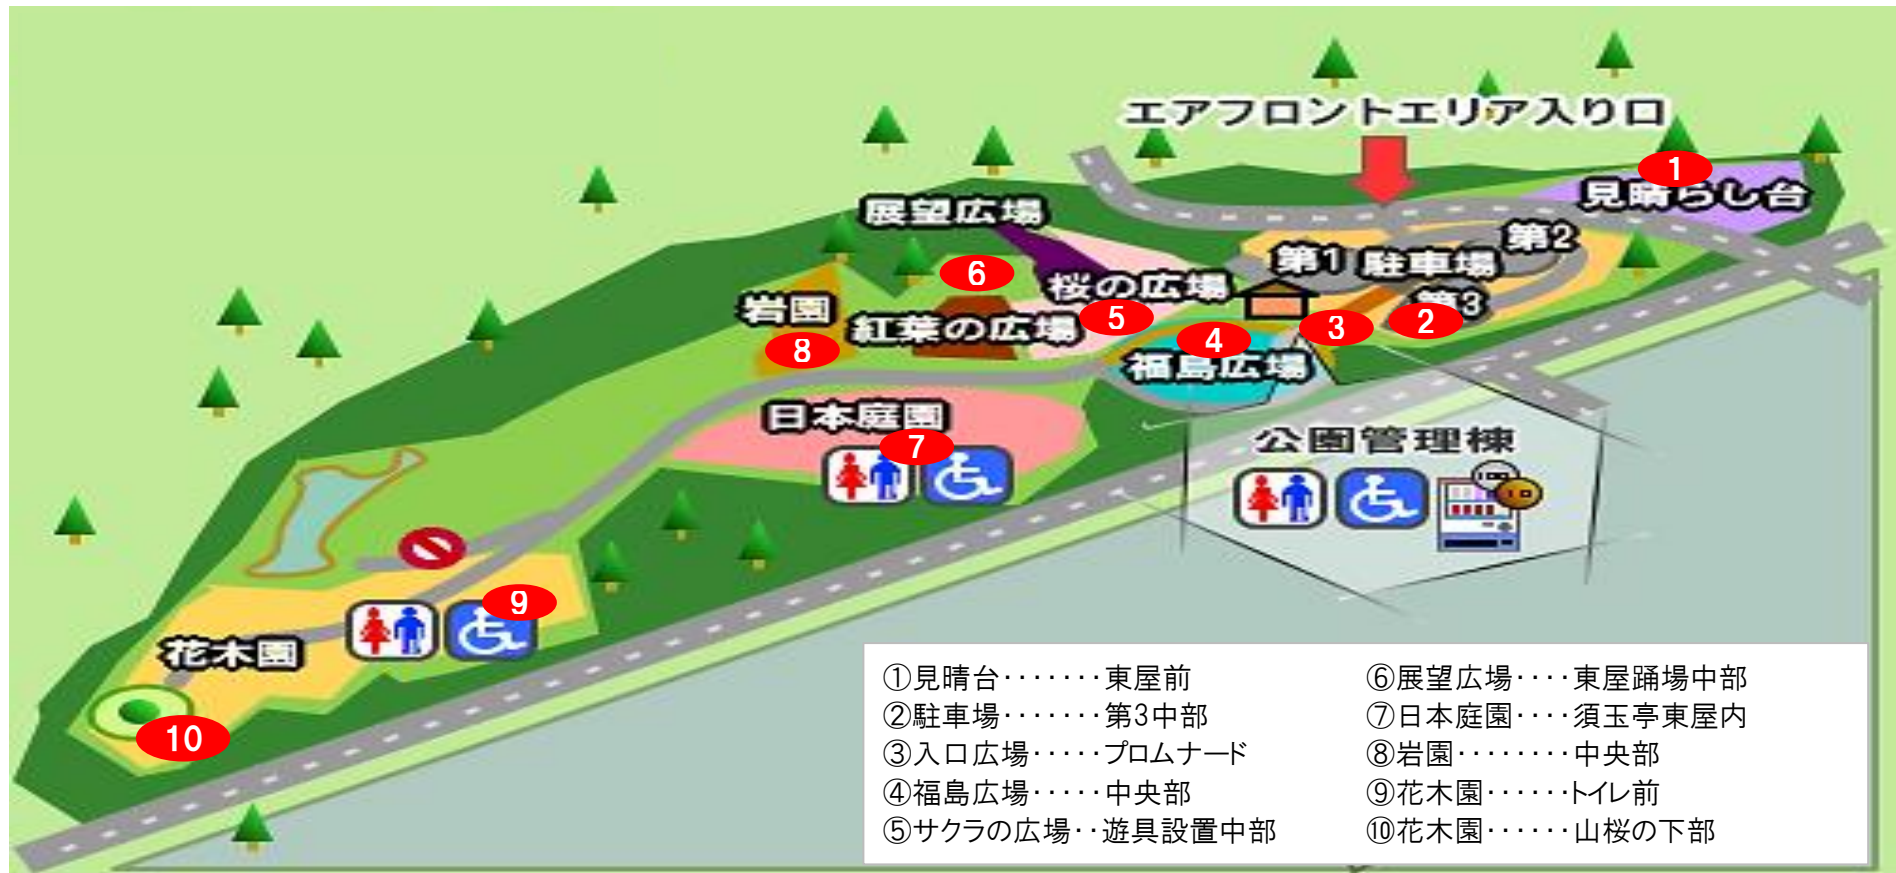 エアフロントエリア入り口
1
見晴らし台
展望広場
第2
第1 駐車場
6
桜の広場
第3
岩園
紅葉の広場
5
4
3
2
8
福島広場
日本庭園
7
公園管理棟
100
10
9
花木園
10
①見晴台・・・・・・・東屋前
②駐車場・・・・・・・第3中部
③入口広場・・・・・プロムナード
④福島広場・・・・・中央部
⑤サクラの広場・・遊具設置中部
⑥展望広場・・・・東屋踊場中部
⑦日本庭園・・・・須玉亭東屋内
⑧岩園・・・・・・・・中央部
⑨花木園・・・・・・トイレ前
⑩花木園・・・・・・山桜の下部